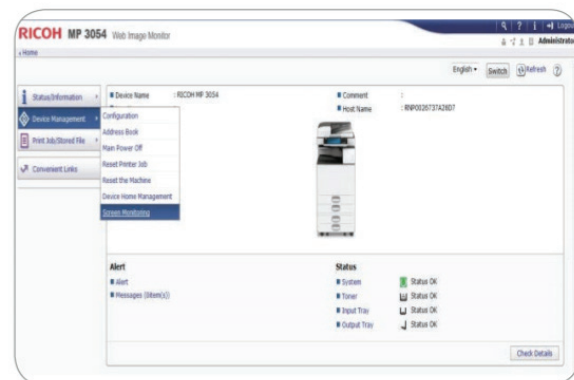 RICOH MP 3054 Web Image Monitor
Logout
Administrator
Home
English Switch Refresh
Status/Information
Device Management
Print Job/Stored File
Convenient Links
Device Name : RICOH MP 3054
Comment :
Host Name
Configuration
Address Book
Main Power Off
Reset Printer Job
Reset the Machine
Device Home Management
Screen Monitoring
Alert
Alert
Messages (0item(s))
Status
System Status OK
Toner Status OK
Input Tray Status OK
Output Tray Status OK
Check Details